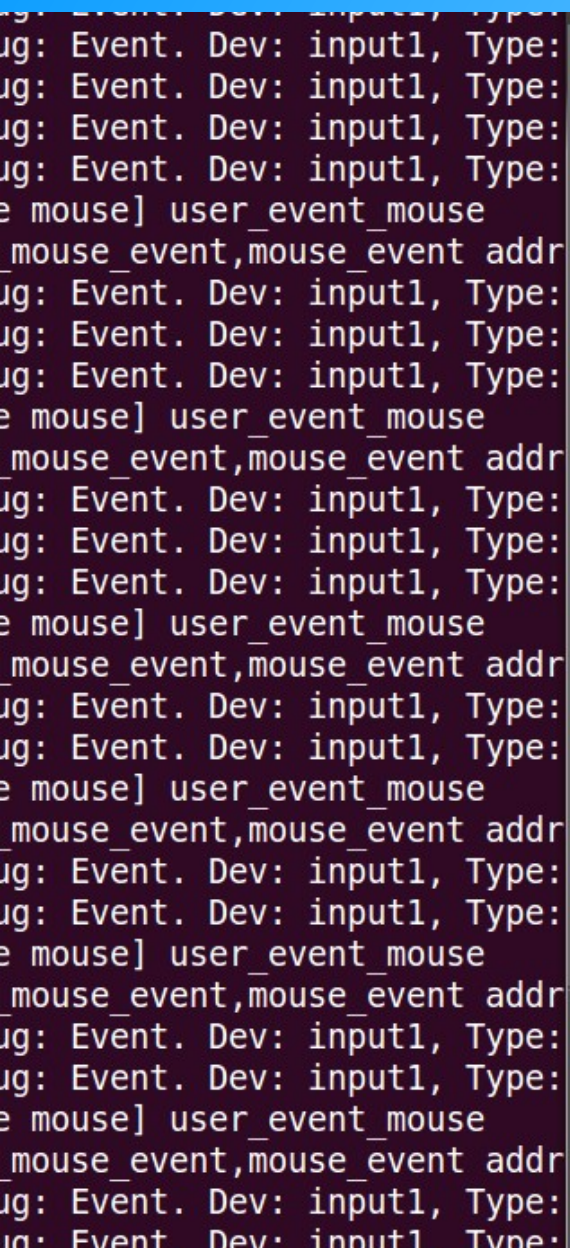 ug: Event. Dev: input1, Type:
ug: Event. Dev: input1, Type:
ug: Event. Dev: input1, Type:
ug: Event. Dev: input1, Type:
ug: Event. Dev: input1, Type:
e mouse] user_event_mouse
_mouse_event,mouse_event addr
ug: Event. Dev: input1, Type:
ug: Event. Dev: input1, Type:
ug: Event. Dev: input1, Type:
e mouse] user_event_mouse
_mouse_event,mouse_event addr
ug: Event. Dev: input1, Type:
ug: Event. Dev: input1, Type:
ug: Event. Dev: input1, Type:
e mouse] user_event_mouse
_mouse_event,mouse_event addr
ug: Event. Dev: input1, Type:
ug: Event. Dev: input1, Type:
e mouse] user_event_mouse
_mouse_event,mouse_event addr
ug: Event. Dev: input1, Type:
ug: Event. Dev: input1, Type:
e mouse] user_event_mouse
_mouse_event,mouse_event addr
ug: Event. Dev: input1, Type:
ug: Event. Dev: input1, Type:
e mouse] user_event_mouse
_mouse_event,mouse_event addr
ug: Event. Dev: input1, Type:
ug: Event. Dev: input1, Type: